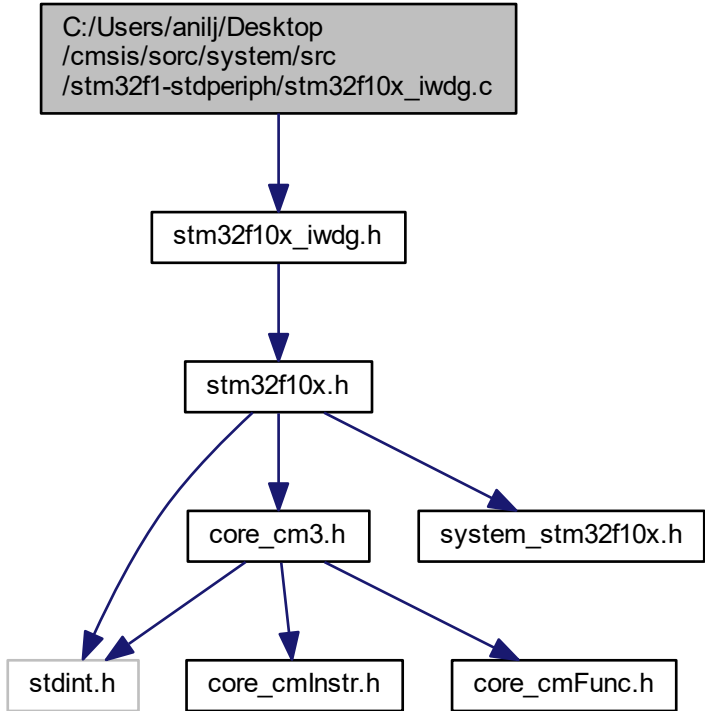 C:/Users/anilj/Desktop
/cmsis/sorc/system/src
/stm32f1-stdperiph/stm32f10x_iwdg.c
stm32f10x_iwdg.h
stm32f10x.h
core_cm3.h
system_stm32f10x.h
stdint.h
core_cmInstr.h
core_cmFunc.h